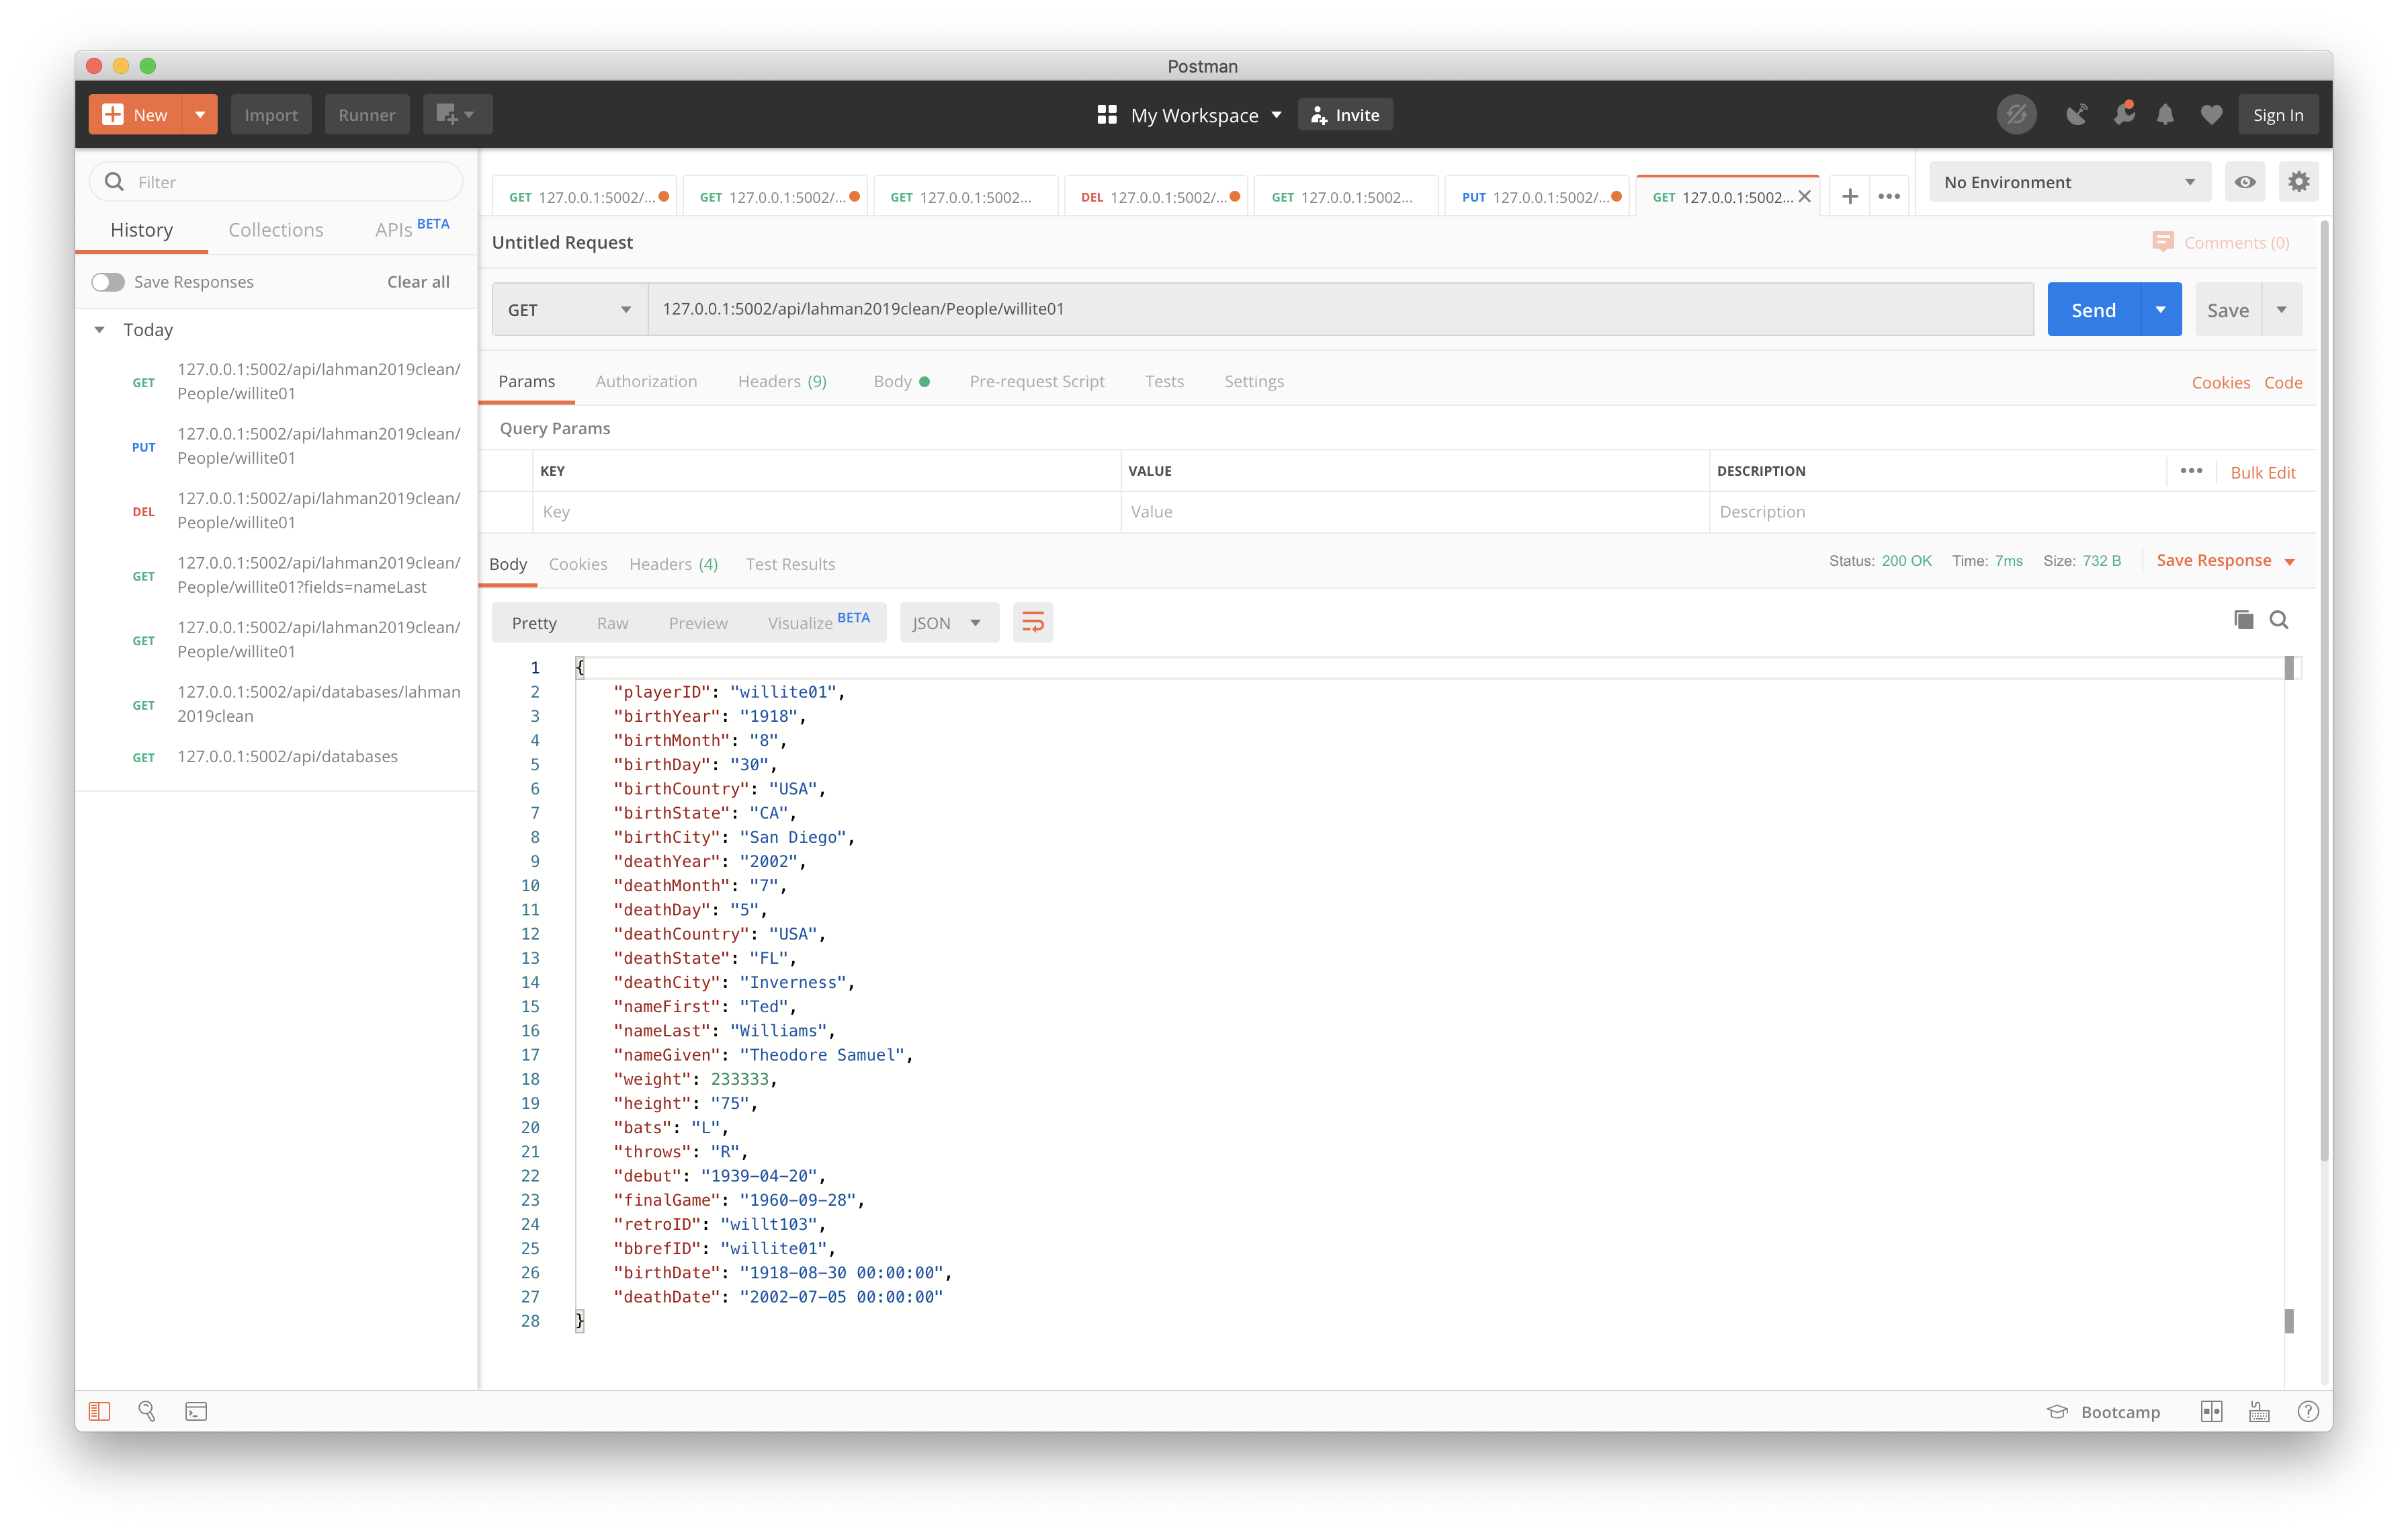 Postman
New
Import
Runner
My Workspace
Invite
Sign In
Filter
History
Collections
APIs BETA
Save Responses
Clear all
Today
GET 127.0.0.1:5002/api/lahman2019clean/
People/willite01
PUT 127.0.0.1:5002/api/lahman2019clean/
People/willite01
DEL 127.0.0.1:5002/api/lahman2019clean/
People/willite01
GET 127.0.0.1:5002/api/lahman2019clean/
People/willite01?fields=nameLast
GET 127.0.0.1:5002/api/lahman2019clean/
People/willite01
GET 127.0.0.1:5002/api/databases/lahman
2019clean
GET 127.0.0.1:5002/api/databases
GET 127.0.0.1:5002/...
GET 127.0.0.1:5002/...
GET 127.0.0.1:5002...
DEL 127.0.0.1:5002/...
GET 127.0.0.1:5002...
PUT 127.0.0.1:5002/...
GET 127.0.0.1:5002...
No Environment
Untitled Request
Comments (0)
GET
127.0.0.1:5002/api/lahman2019clean/People/willite01
Send
Save
Params
Authorization
Headers (9)
Body
Pre-request Script
Tests
Settings
Cookies
Code
Query Params
KEY
VALUE
DESCRIPTION
Bulk Edit
Key
Value
Description
Body
Cookies
Headers (4)
Test Results
Status: 200 OK
Time: 7ms
Size: 732 B
Save Response
Pretty
Raw
Preview
Visualize BETA
JSON
1 {
2 "playerID": "willite01",
3 "birthYear": "1918",
4 "birthMonth": "8",
5 "birthDay": "30",
6 "birthCountry": "USA",
7 "birthState": "CA",
8 "birthCity": "San Diego",
9 "deathYear": "2002",
10 "deathMonth": "7",
11 "deathDay": "5",
12 "deathCountry": "USA",
13 "deathState": "FL",
14 "deathCity": "Inverness",
15 "nameFirst": "Ted",
16 "nameLast": "Williams",
17 "nameGiven": "Theodore Samuel",
18 "weight": 233333,
19 "height": "75",
20 "bats": "L",
21 "throws": "R",
22 "debut": "1939-04-20",
23 "finalGame": "1960-09-28",
24 "retroID": "willt103",
25 "bbrefID": "willite01",
26 "birthDate": "1918-08-30 00:00:00",
27 "deathDate": "2002-07-05 00:00:00"
28 }
Bootcamp